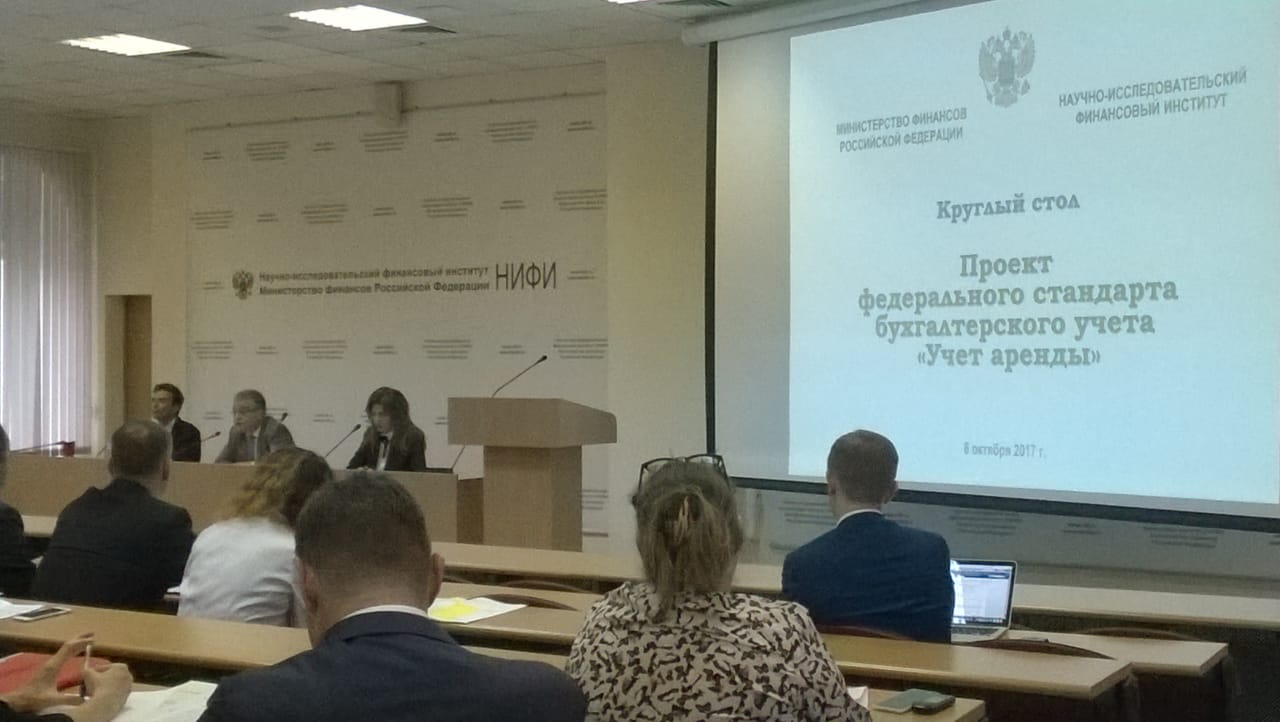 МИНИСТЕРСТВО ФИНАНСОВ
РОССИЙСКОЙ ФЕДЕРАЦИИ
НАУЧНО-ИССЛЕДОВАТЕЛЬСКИЙ
ФИНАНСОВЫЙ ИНСТИТУТ
Круглый стол
Проект
федерального стандарта
бухгалтерского учета
«Учет аренды»
6 октября 2017 г.
Научно-исследовательский финансовый институт
Министерство финансов Российской Федерации
НИФИ